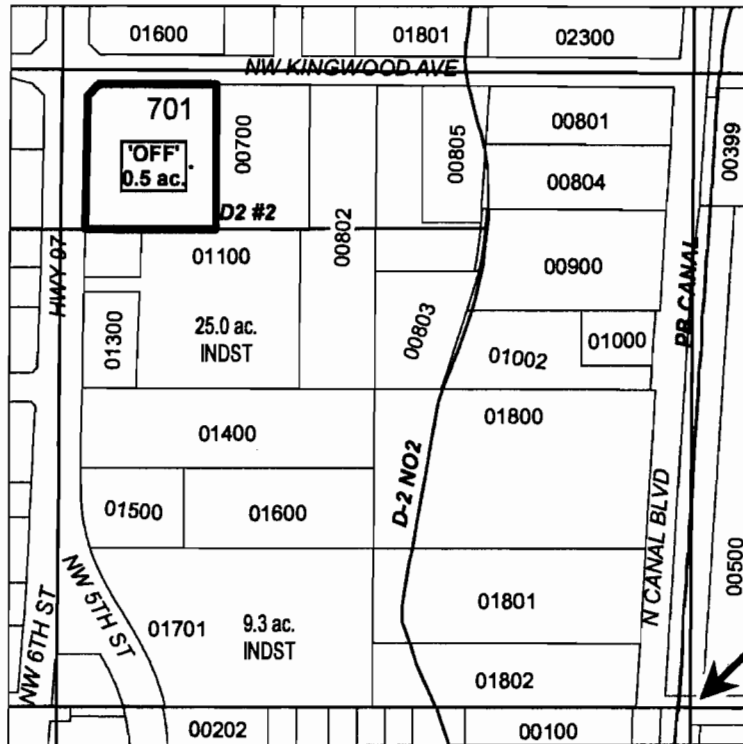 01600
01801
02300
NW KINGWOOD AVE
701
'OFF'
0.5 ac.
00700
00805
00801
00399
00804
D2 #2
00802
01100
00900
HWY 97
PB CANAL
25.0 ac.
INDST
01300
00803
01002
01000
01400
01800
D-2 NO2
01500
01600
N CANAL BLVD
00500
NW 5TH ST
NW 6TH ST
01701
9.3 ac.
INDST
01801
01802
00202
00100